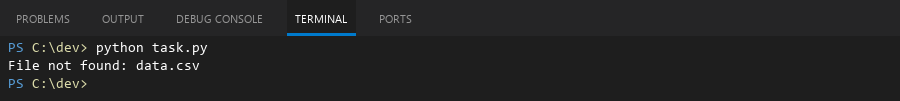 PROBLEMS OUTPUT DEBUG CONSOLE TERMINAL PORTS
PS C:\dev> python task.py
File not found: data.csv
PS C:\dev>